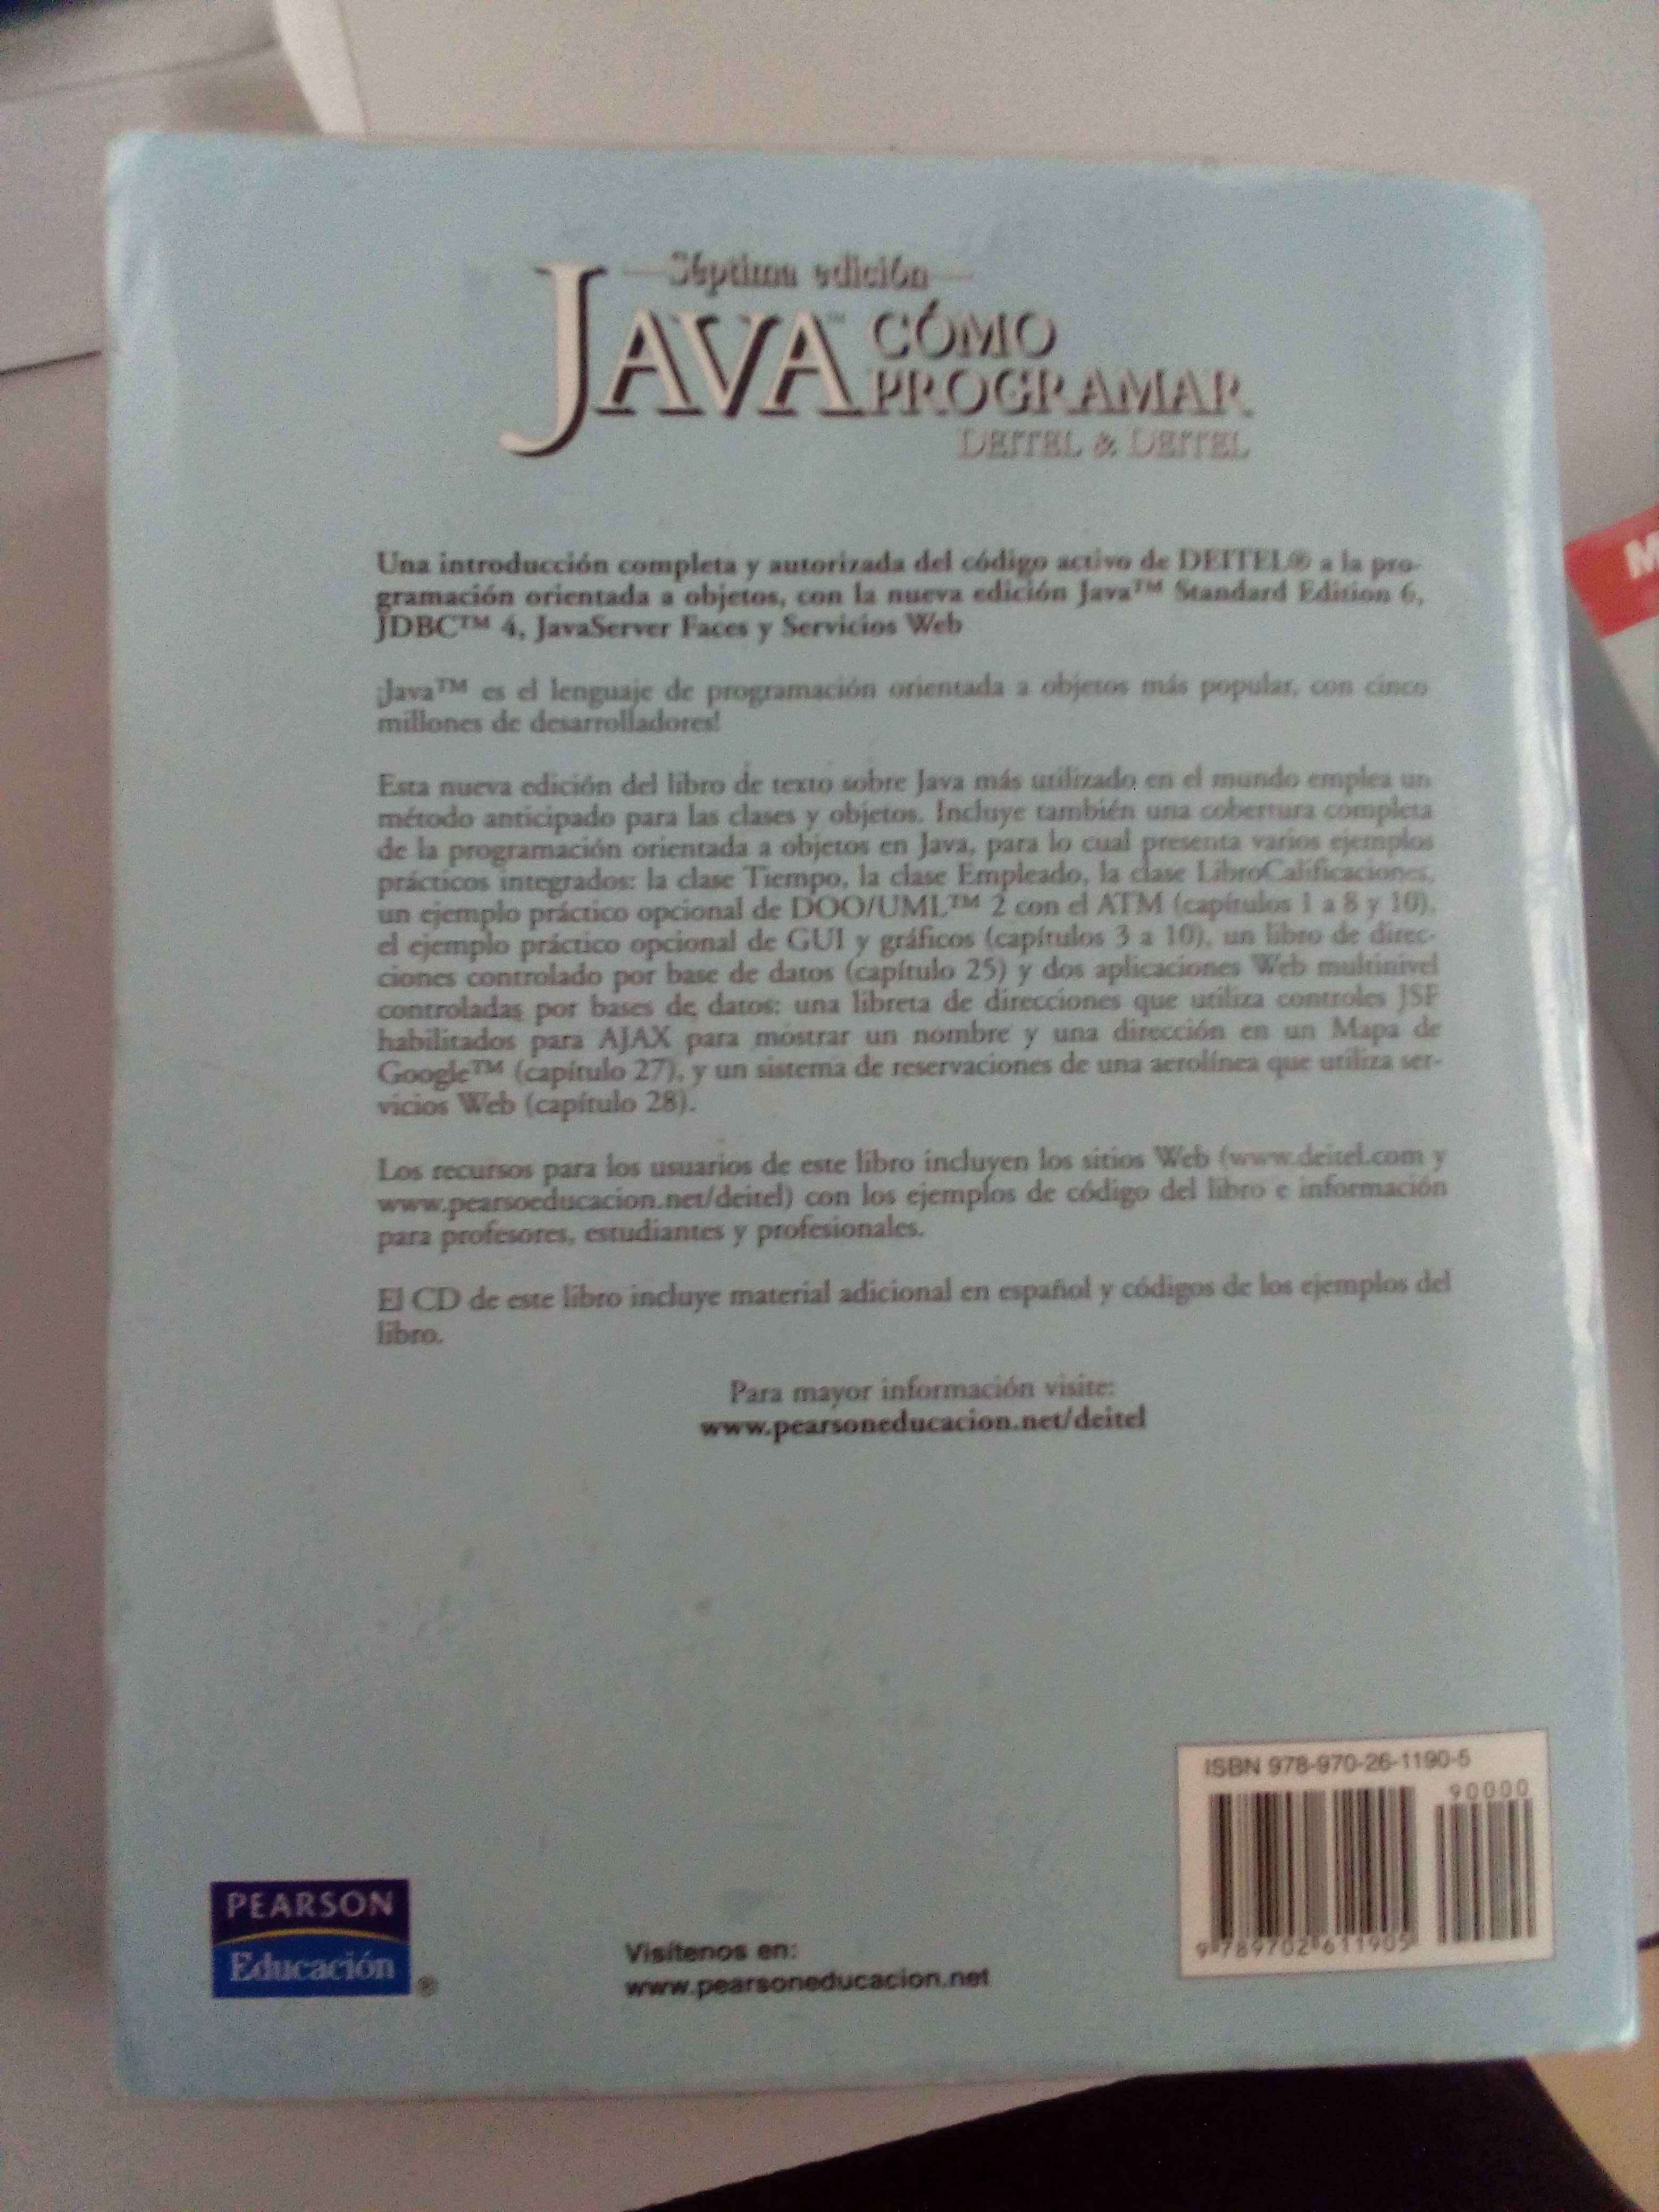 Séptima edición
JAVA™ CÓMO
PROGRAMAR
DEITEL & DEITEL
Una introducción completa y autorizada del código activo de DEITEL® a la pro-
gramación orientada a objetos, con la nueva edición Java™ Standard Edition 6,
JDBC™ 4, JavaServer Faces y Servicios Web
¡Java™ es el lenguaje de programación orientada a objetos más popular, con cinco
millones de desarrolladores!
Esta nueva edición del libro de texto sobre Java más utilizado en el mundo emplea un
método anticipado para las clases y objetos. Incluye también una cobertura completa
de la programación orientada a objetos en Java, para lo cual presenta varios ejemplos
prácticos integrados: la clase Tiempo, la clase Empleado, la clase LibroCalificaciones,
un ejemplo práctico opcional de DOO/UML™ 2 con el ATM (capítulos 1 a 8 y 10),
el ejemplo práctico opcional de GUI y gráficos (capítulos 3 a 10), un libro de direc-
ciones controlado por base de datos (capítulo 25) y dos aplicaciones Web multinivel
controladas por bases de datos: una libreta de direcciones que utiliza controles JSF
habilitados para AJAX para mostrar un nombre y una dirección en un Mapa de
Google™ (capítulo 27), y un sistema de reservaciones de una aerolínea que utiliza ser-
vicios Web (capítulo 28).
Los recursos para los usuarios de este libro incluyen los sitios Web (www.deitel.com y
www.pearsoeducacion.net/deitel) con los ejemplos de código del libro e información
para profesores, estudiantes y profesionales.
El CD de este libro incluye material adicional en español y códigos de los ejemplos del
libro.
Para mayor información visite:
www.pearsoneducacion.net/deitel
ISBN 978-970-26-1190-5
90000
9 789702 611905
PEARSON
Educación
®
Visítenos en:
www.pearsoneducacion.net
M